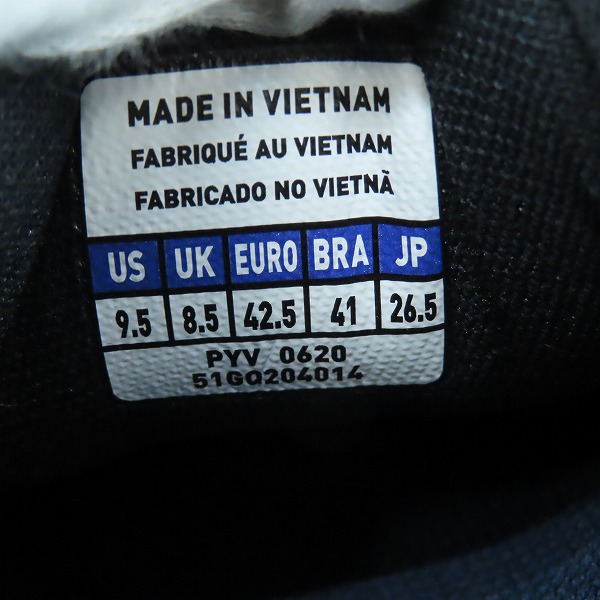 MADE IN VIETNAM
FABRIQUÉ AU VIETNAM
FABRICADO NO VIETNÃ
US UK EURO BRA JP
9.5 8.5 42.5 41 26.5
PYV 0620
51GQ204014